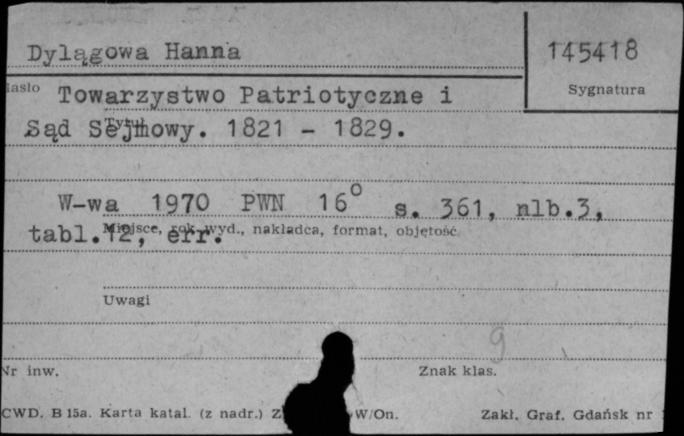 Dylągowa Hanna
145418
Hasło
Sygnatura
Towarzystwo Patriotyczne i
Tytuł
Sąd Sejmowy. 1821 - 1829.
W-wa 1970 PWN 16° s. 361, nlb.3,
Miejsce, rok wyd., nakładca, format, objętość
tabl.12, err.
Uwagi
9
Nr inw.
Znak klas.
CWD. B 15a. Karta katal. (z nadr.) Z W/On.
Zakł. Graf. Gdańsk nr